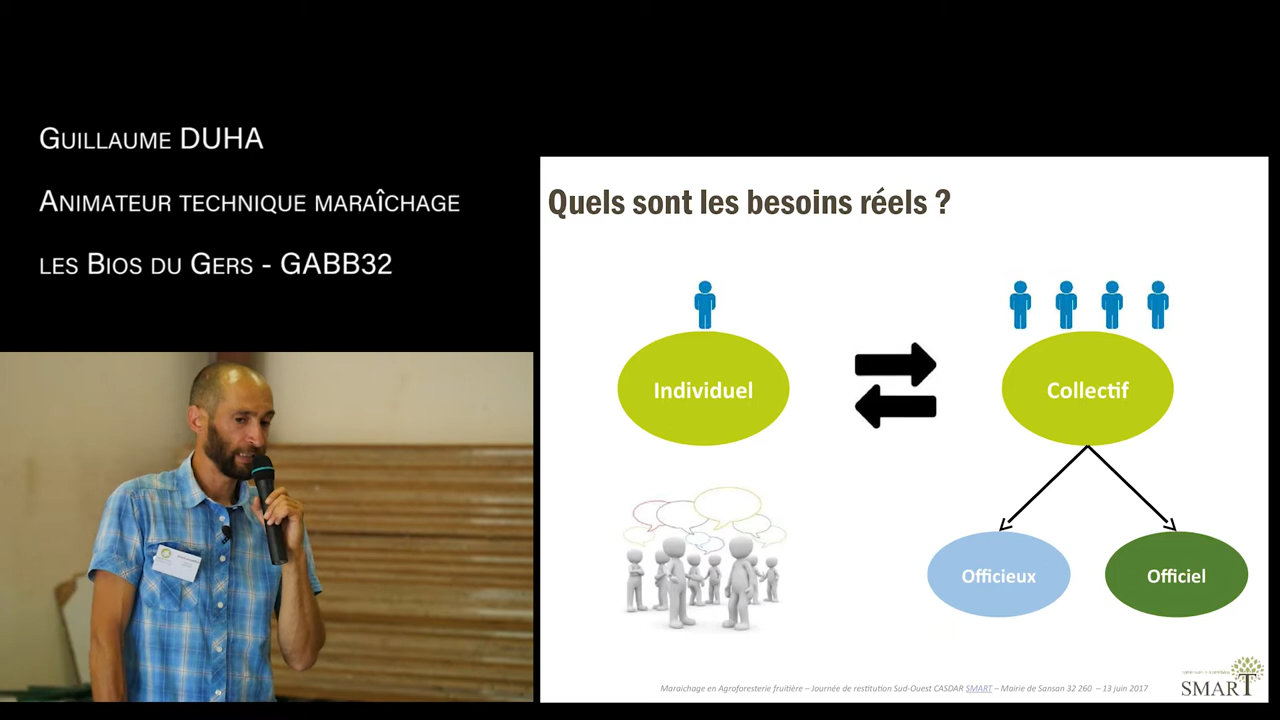 Guillaume DUHA
Animateur technique maraîchage
les Bios du Gers - GABB32
Quels sont les besoins réels ?
Individuel
Collectif
Officieux
Officiel
Maraichage en Agroforesterie fruitière – Journée de restitution Sud-Ouest CASDAR SMART – Mairie de Sansan 32 260 – 13 juin 2017
SMART